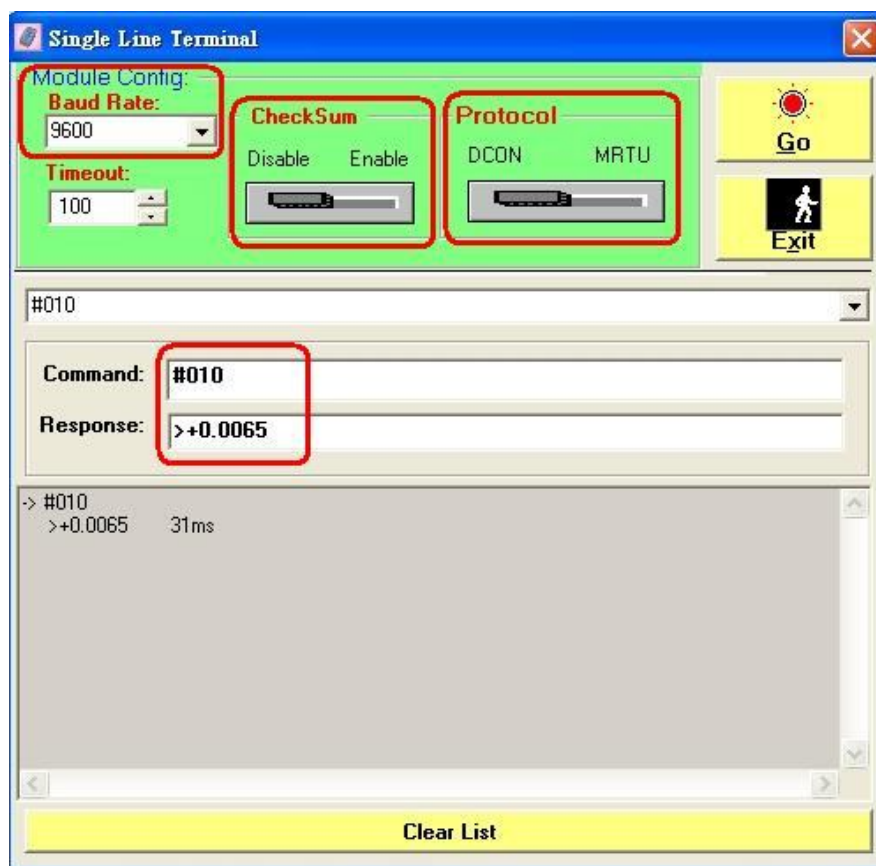 Single Line Terminal
Module Config:
Baud Rate:
9600
Timeout:
100
CheckSum
Disable Enable
Protocol
DCON MRTU
Go
Exit
#010
Command: #010
Response: >+0.0065
-> #010
>+0.0065 31ms
Clear List